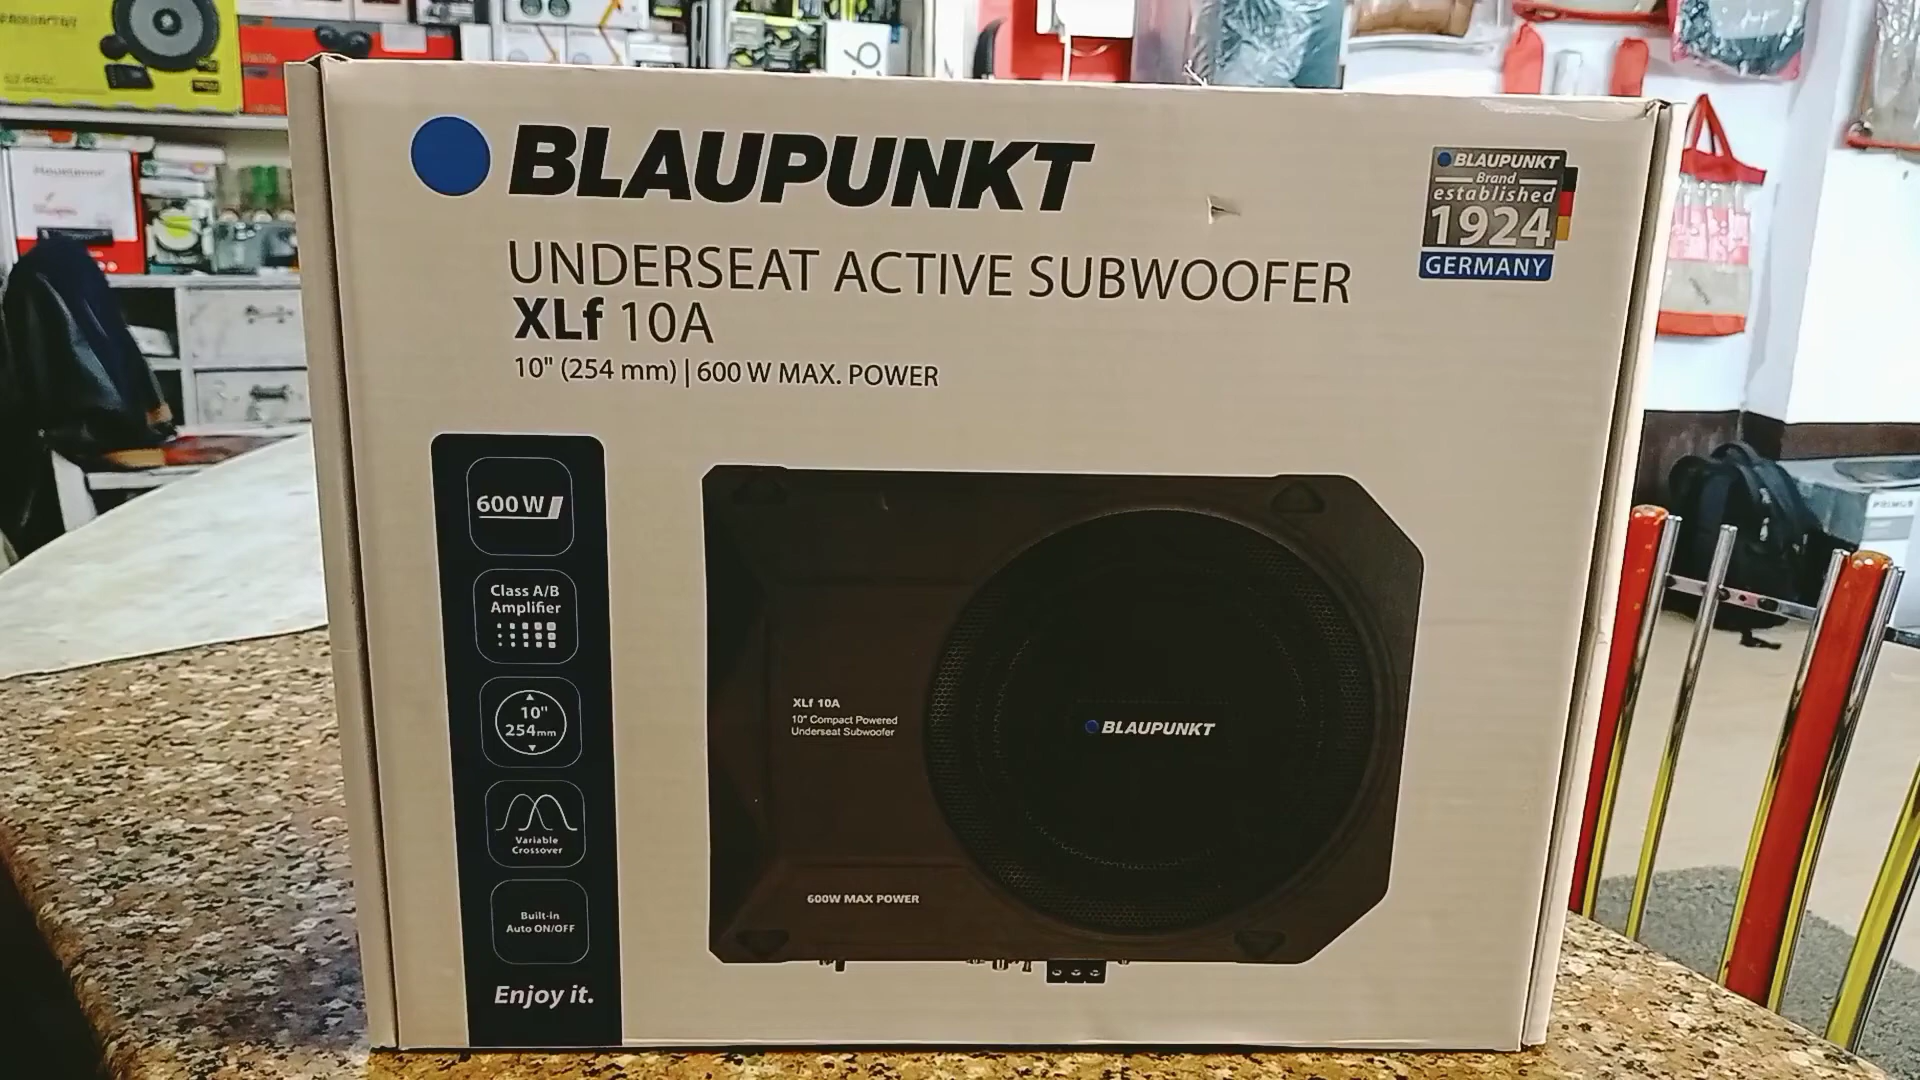 BLAUPUNKT
UNDERSEAT ACTIVE SUBWOOFER
XLf 10A
10" (254 mm) | 600 W MAX. POWER
BLAUPUNKT
Brand
established
1924
GERMANY
600 W
Class A/B
Amplifier
10"
254mm
Variable
Crossover
Built-in
Auto ON/OFF
Enjoy it.
XLf 10A
10" Compact Powered
Underseat Subwoofer
BLAUPUNKT
600W MAX POWER
PRIMUS